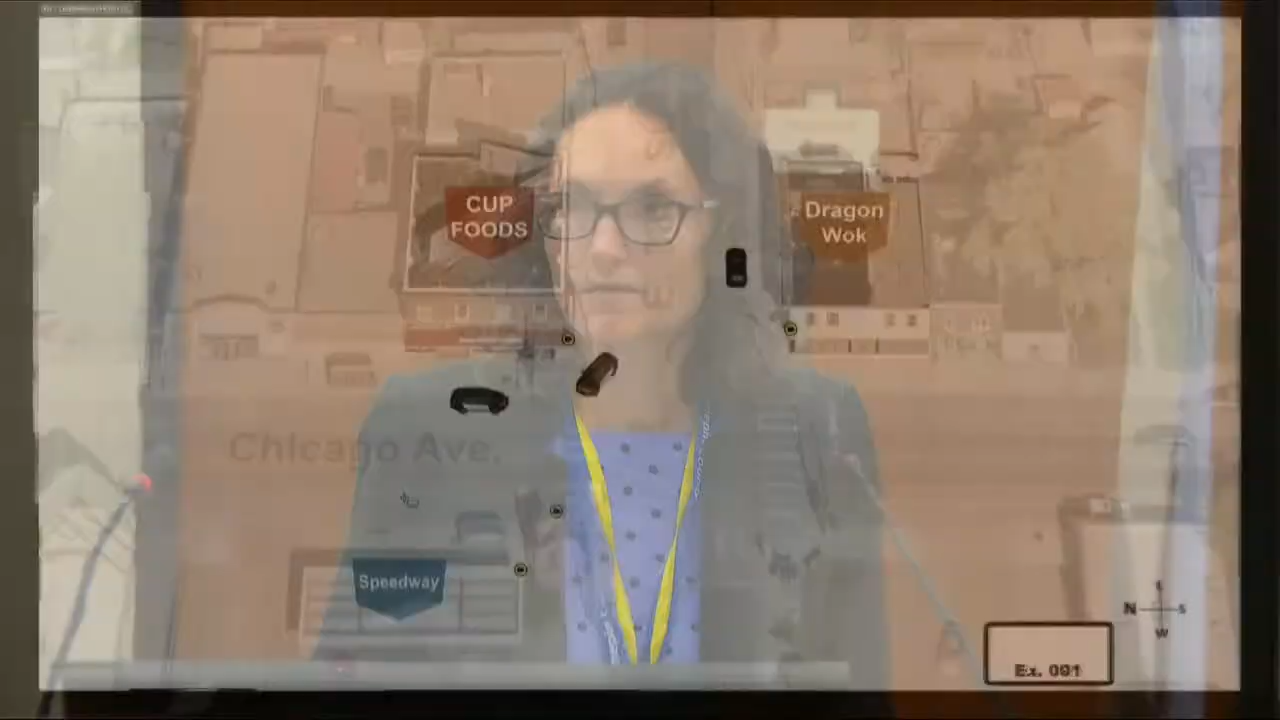 CUP
FOODS
Dragon
Wok
Chicago Ave.
Speedway
N
S
W
Ex. 001